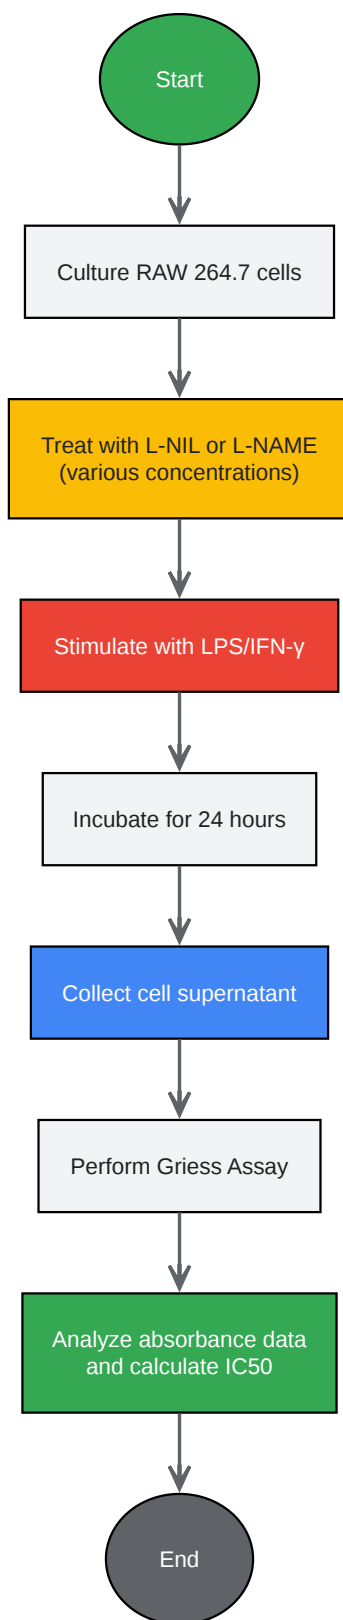 Start
Culture RAW 264.7 cells
Treat with L-NIL or L-NAME
(various concentrations)
Stimulate with LPS/IFN-γ
Incubate for 24 hours
Collect cell supernatant
Perform Griess Assay
Analyze absorbance data
and calculate IC50
End